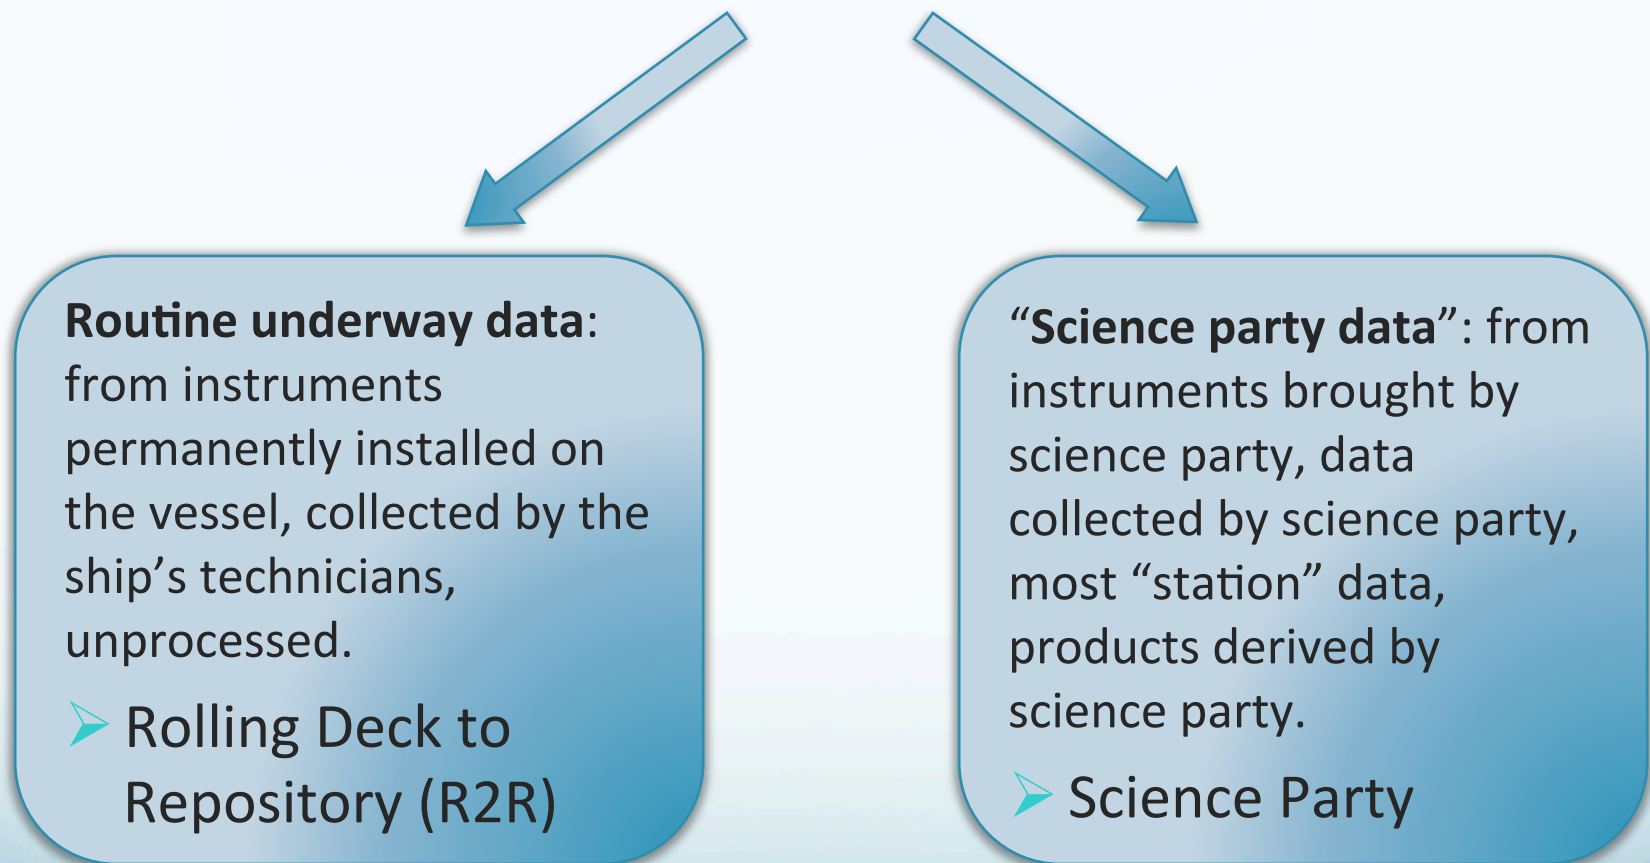 Routine underway data:
from instruments
permanently installed on
the vessel, collected by the
ship’s technicians,
unprocessed.
➢ Rolling Deck to
Repository (R2R)
“Science party data”: from
instruments brought by
science party, data
collected by science party,
most “station” data,
products derived by
science party.
➢ Science Party